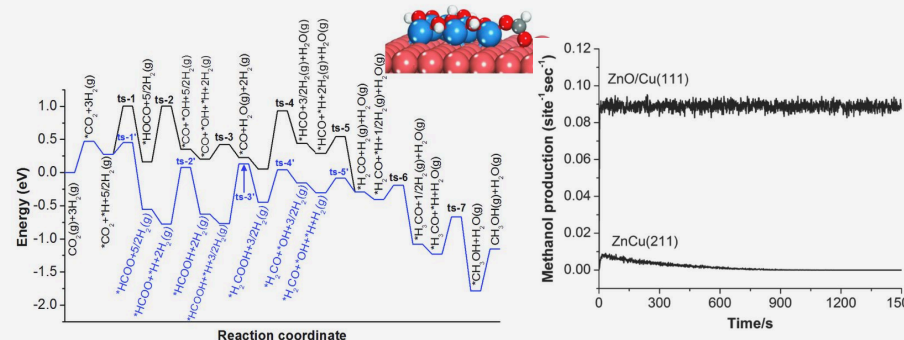 Energy (eV)
1.0
0.5
0.0
-0.5
-1.0
-1.5
-2.0
Reaction coordinate
CO₂(g)+3H₂(g)
*CO₂+3H₂(g)
*CO₂+*H+5/2H₂(g)
ts-1
*HOCO+5/2H₂(g)
ts-2
*CO+*OH+5/2H₂(g)
*CO+*OH+*H+2H₂(g)
ts-3
*CO+H₂O(g)+2H₂(g)
ts-4
*HCO+3/2H₂(g)+H₂O(g)
*HCO+*H+2H₂(g)+H₂O(g)
ts-5
*H₂CO+H₂(g)+H₂O(g)
*H₂CO+*H+1/2H₂(g)+H₂O(g)
ts-6
*H₃CO+1/2H₂(g)+H₂O(g)
*H₃CO+*H+H₂O(g)
ts-7
*CH₃OH+H₂O(g)
CH₃OH(g)+H₂O(g)
ts-1'
*HCOO+5/2H₂(g)
*HCOO+*H+2H₂(g)
ts-2'
*HCOOH+2H₂(g)
*HCOOH+*H+3/2H₂(g)
ts-3'
*H₂COOH+3/2H₂(g)
ts-4'
*H₂CO+*OH+3/2H₂(g)
*H₂CO+*OH+*H+H₂(g)
ts-5'
Methanol production (site⁻¹ sec⁻¹)
0.12
0.10
0.08
0.06
0.04
0.02
0.00
ZnO/Cu(111)
ZnCu(211)
0 300 600 900 1200 1500
Time/s